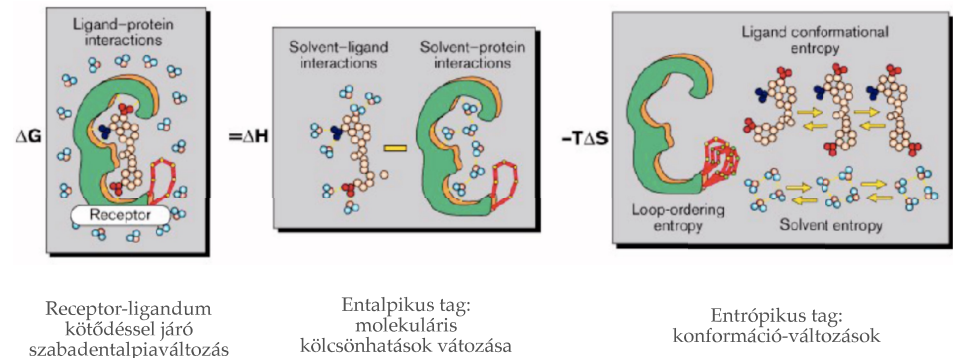 Ligand–protein
interactions
ΔG
Receptor
=ΔH
Solvent–ligand
interactions
Solvent–protein
interactions
–TΔS
Ligand conformational
entropy
Loop-ordering
entropy
Solvent entropy
Receptor-ligandum
kötődéssel járó
szabadentalpiaváltozás
Entalpikus tag:
molekuláris
kölcsönhatások vátozása
Entrópikus tag:
konformáció-változások